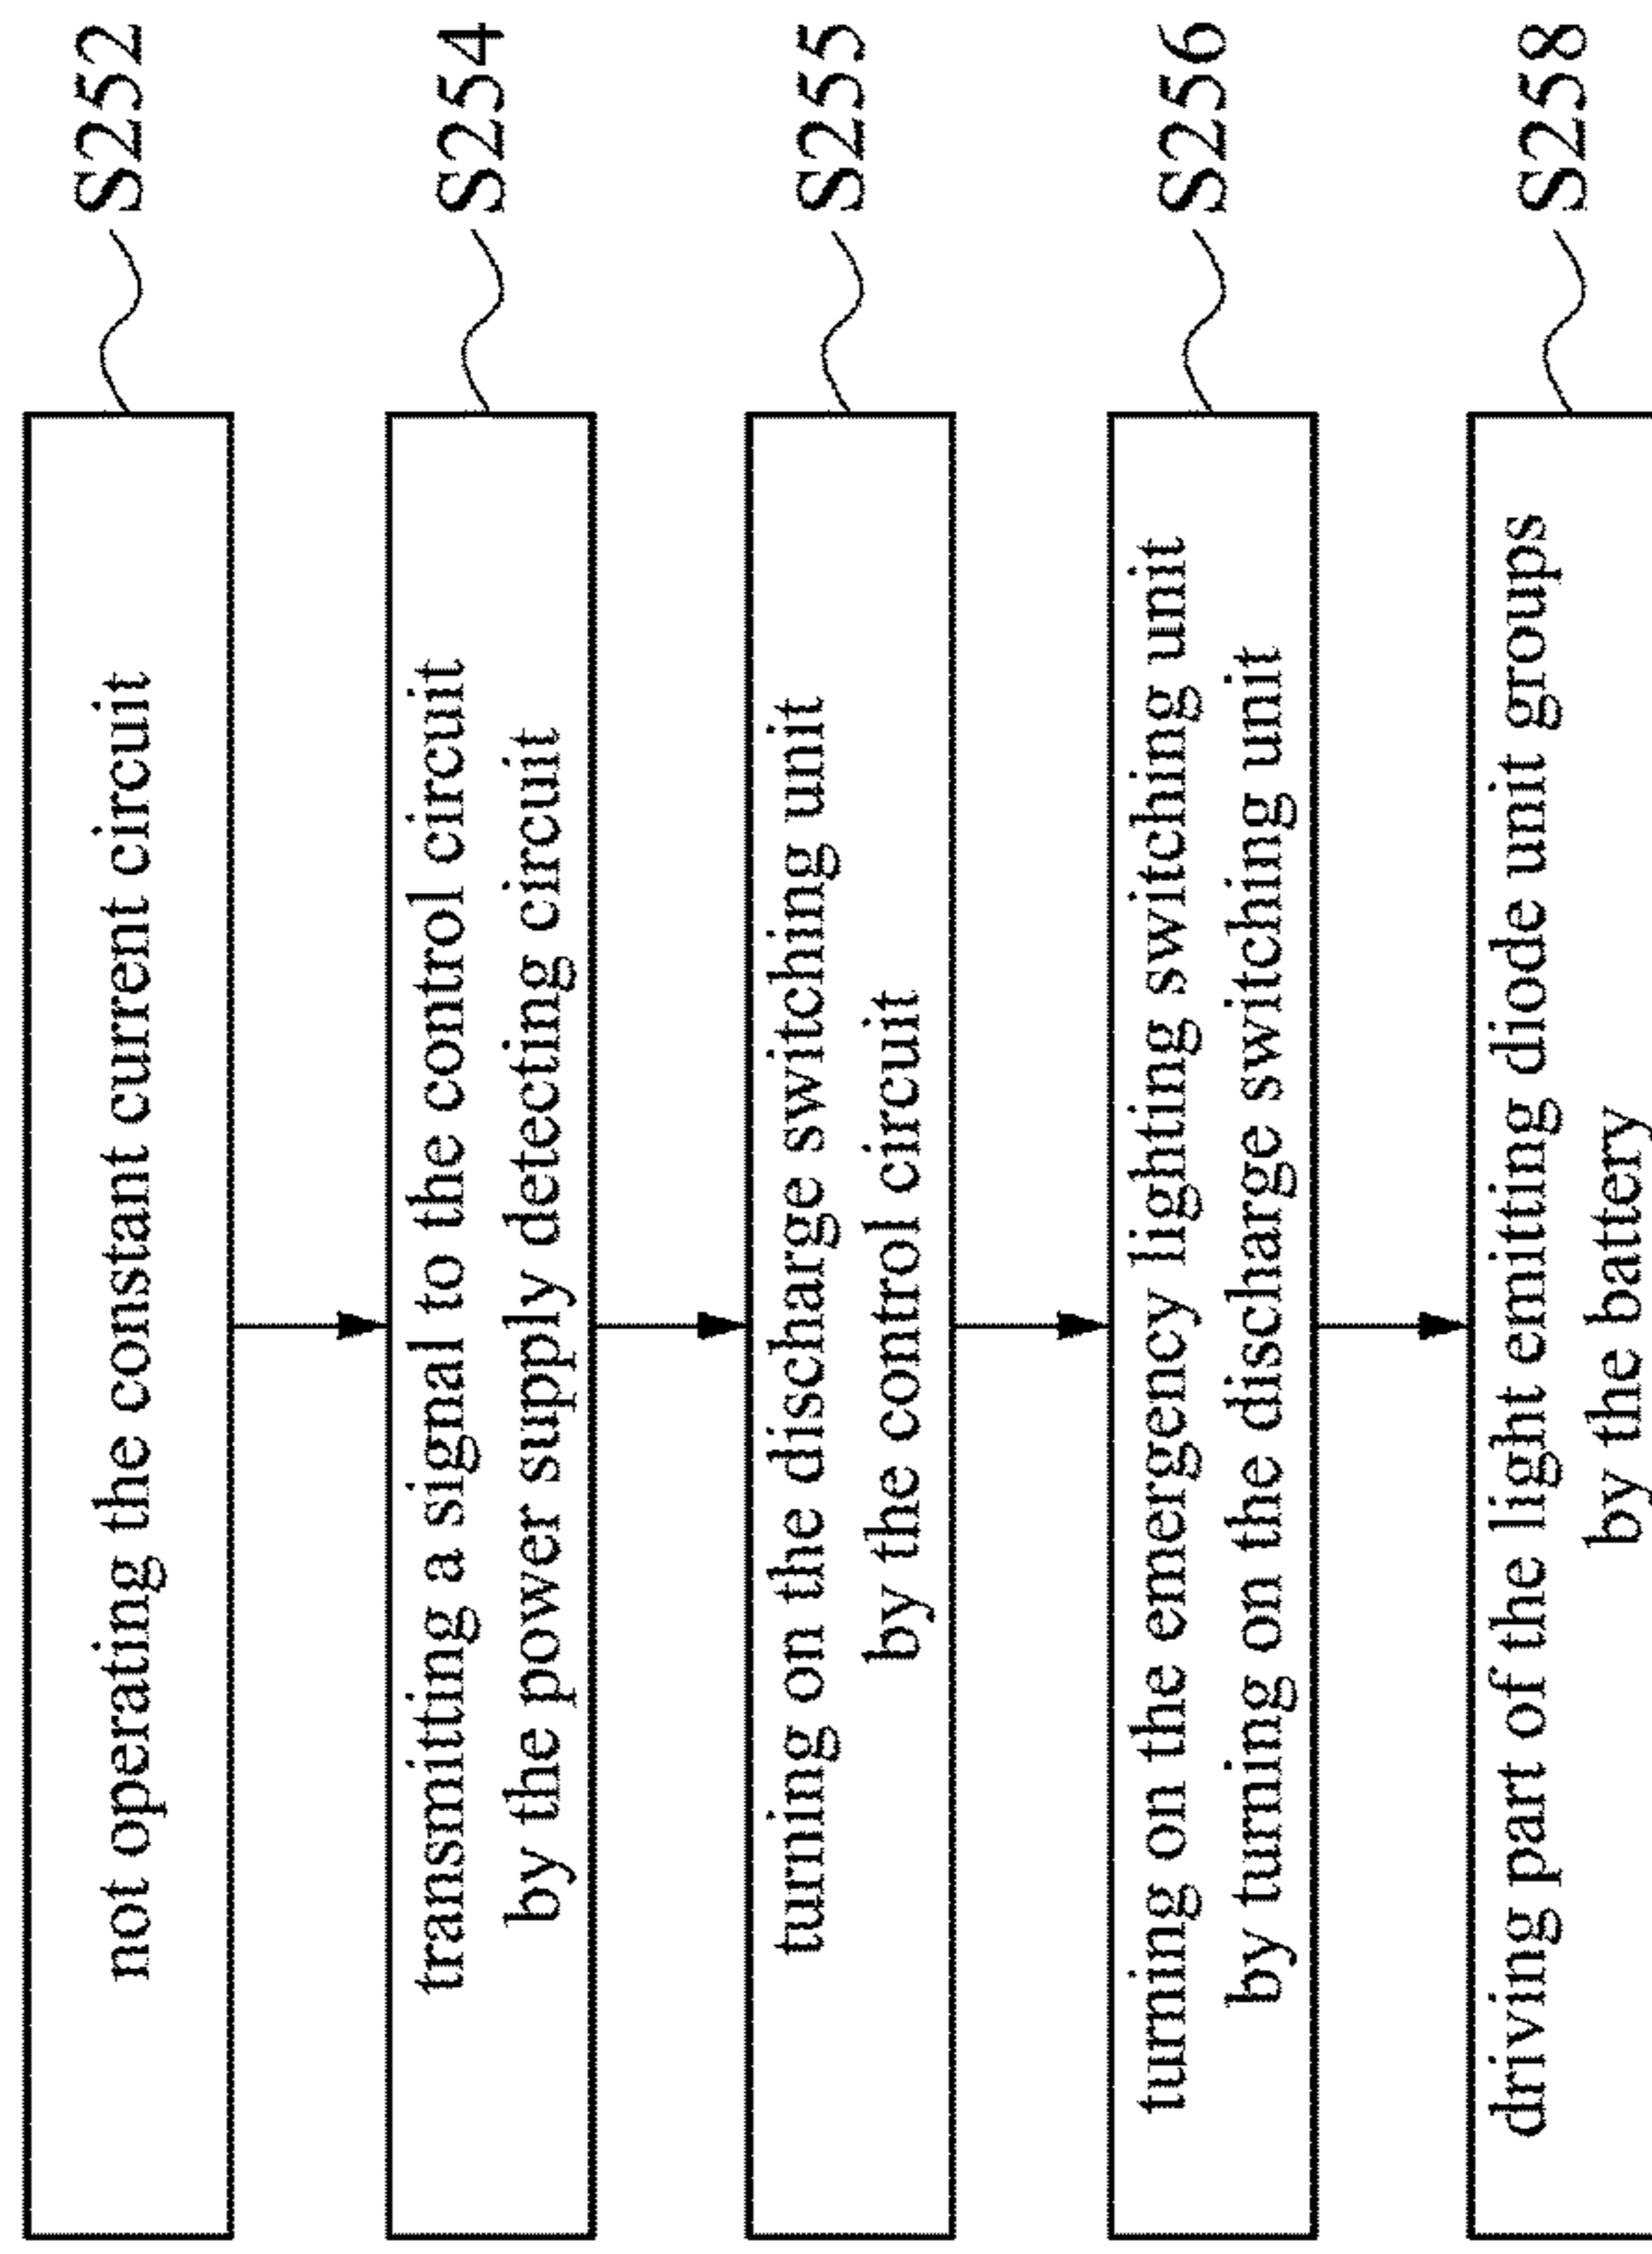 not operating the constant current circuit
S252
transmitting a signal to the control circuit
by the power supply detecting circuit
S254
turning on the discharge switching unit
by the control circuit
S255
turning on the emergency lighting switching unit
by turning on the discharge switching unit
S256
driving part of the light emitting diode unit groups
by the battery
S258